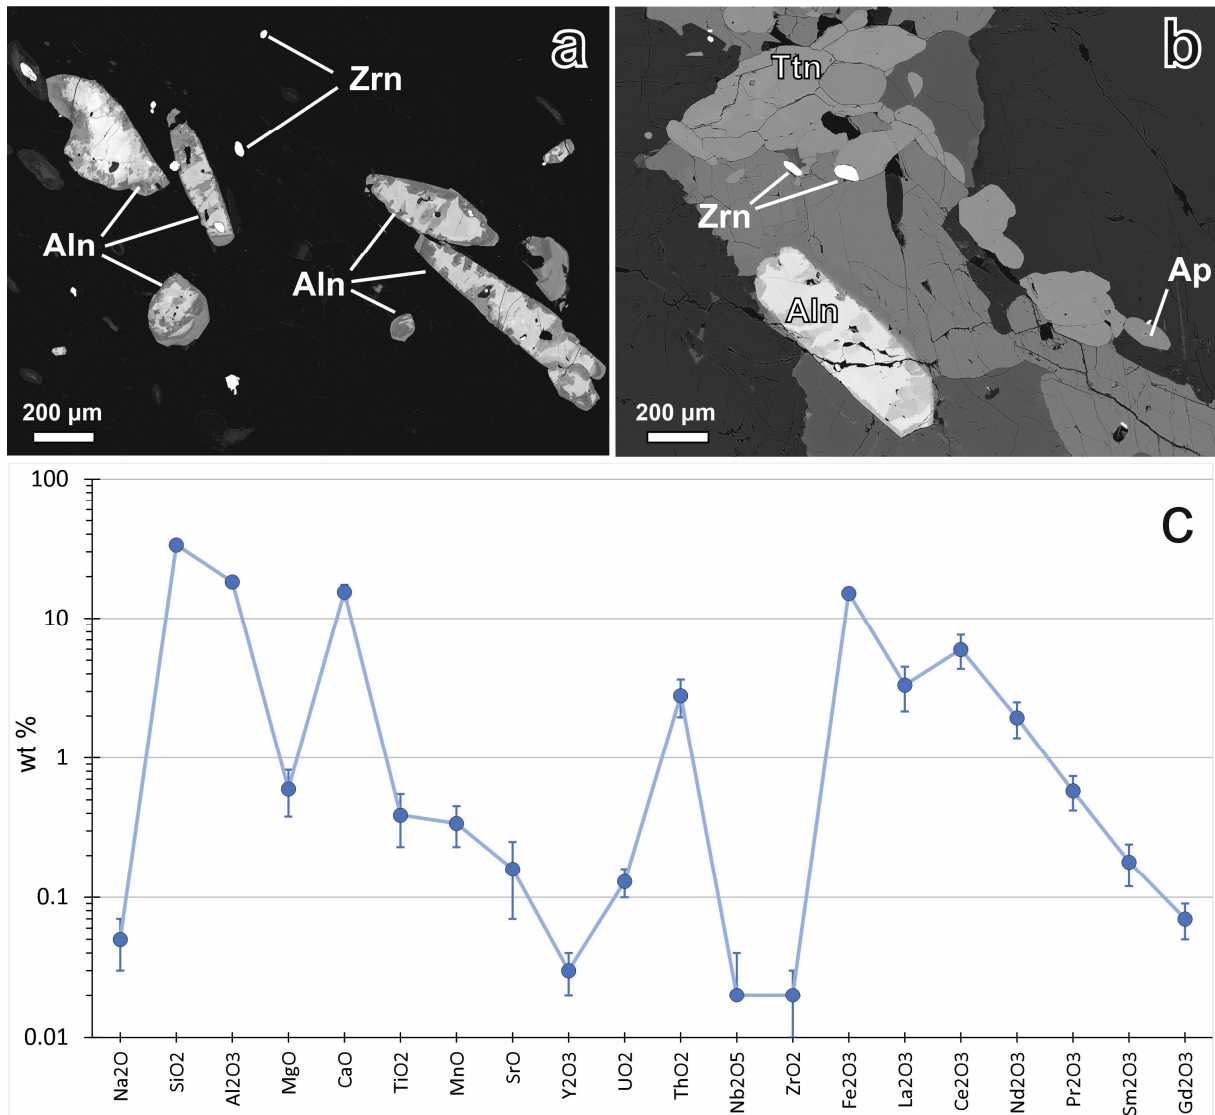 a
Zrn
Aln
Aln
200 µm
b
Ttn
Zrn
Aln
Ap
200 µm
c
100
10
1
0.1
0.01
wt %
Na2O
SiO2
Al2O3
MgO
CaO
TiO2
MnO
SrO
Y2O3
UO2
ThO2
Nb2O5
ZrO2
Fe2O3
La2O3
Ce2O3
Nd2O3
Pr2O3
Sm2O3
Gd2O3